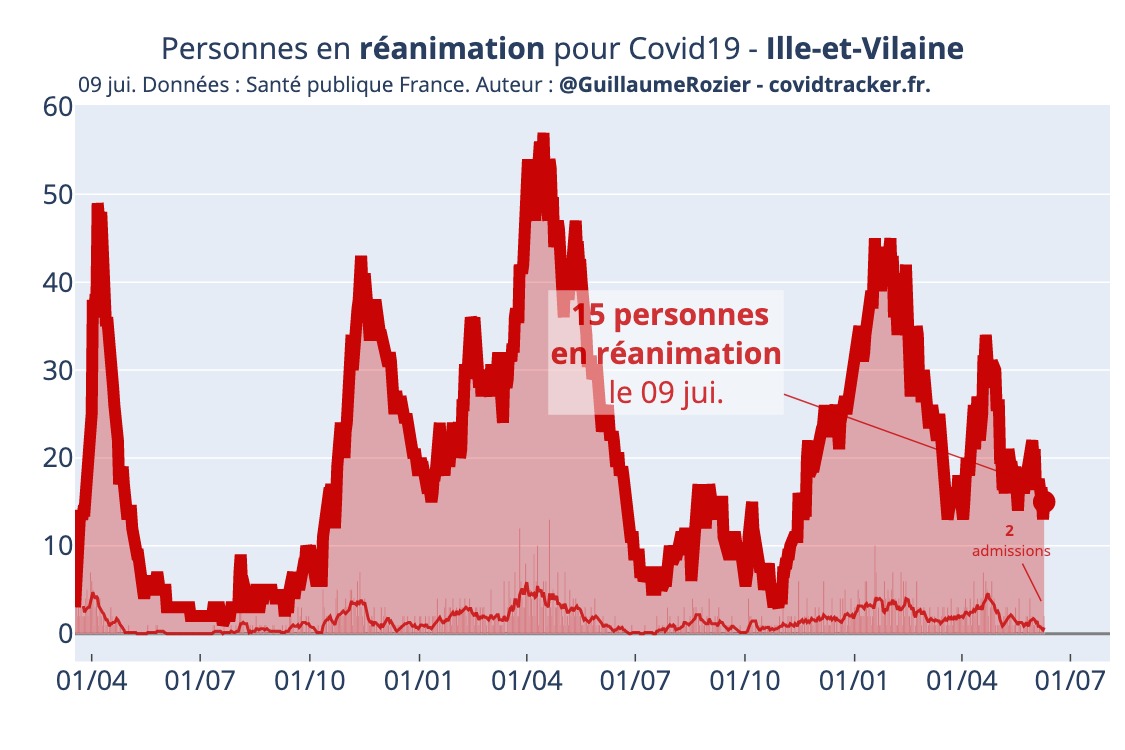 Personnes en réanimation pour Covid19 - Ille-et-Vilaine
09 jui. Données : Santé publique France. Auteur : @GuillaumeRozier - covidtracker.fr.
60
50
40
30
20
10
0
15 personnes
en réanimation
le 09 jui.
2
admissions
01/04 01/07 01/10 01/01 01/04 01/07 01/10 01/01 01/04 01/07